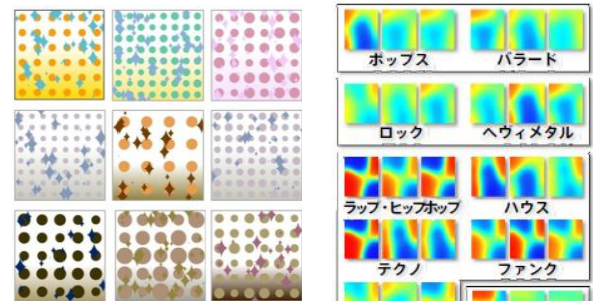 ポップス
バラード
ロック
ヘヴィメタル
ラップ・ヒップホップ
ハウス
テクノ
ファンク